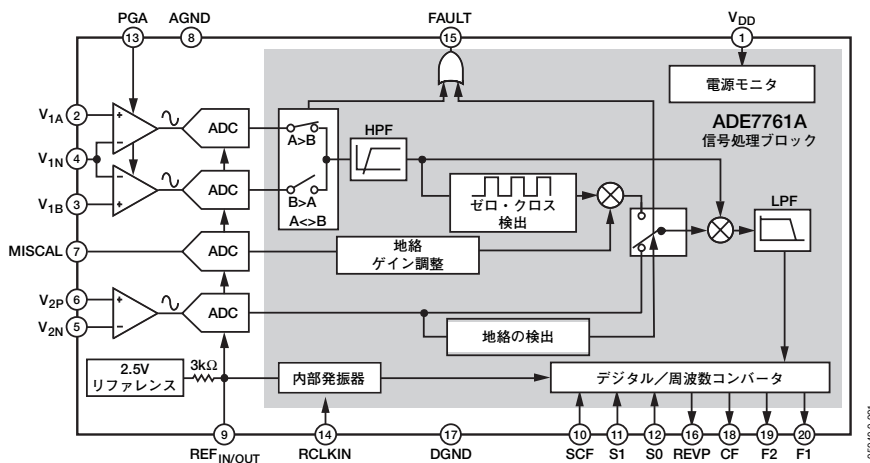 PGA
AGND
FAULT
VDD
13
8
15
1
電源モニタ
ADE7761A
信号処理ブロック
V1A
2
+
−
ADC
A>B
HPF
V1N
4
−
+
ADC
B>A
A<>B
V1B
3
ゼロ・クロス
検出
LPF
MISCAL
7
ADC
地絡
ゲイン調整
V2P
6
+
−
ADC
V2N
5
地絡の検出
2.5V
リファレンス
3kΩ
内部発振器
デジタル/周波数コンバータ
9
14
17
10
11
12
16
18
19
20
REFIN/OUT
RCLKIN
DGND
SCF
S1
S0
REVP
CF
F2
F1